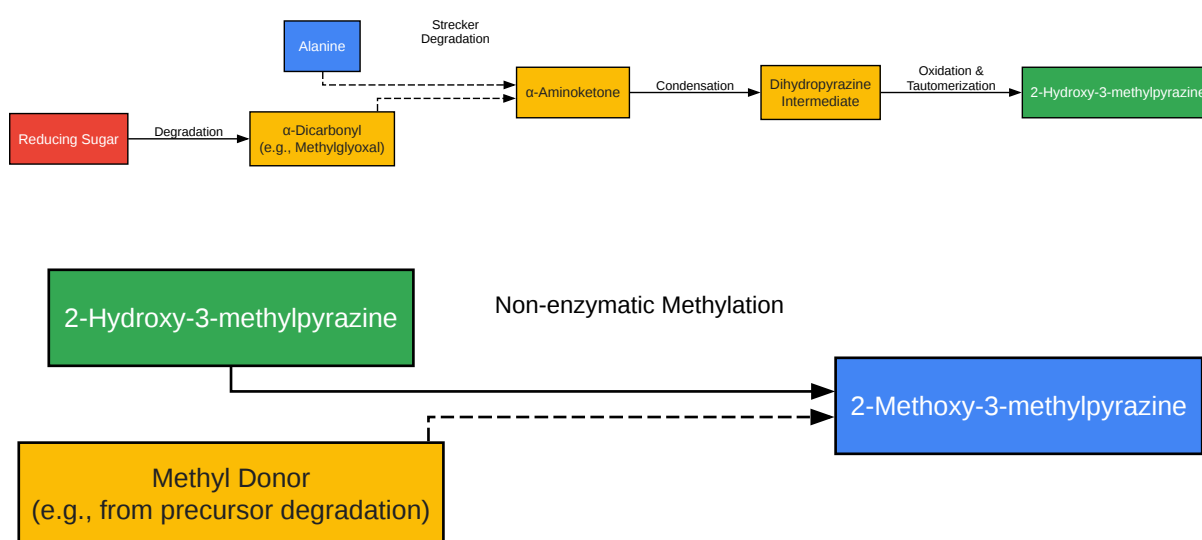 Strecker
Degradation
Alanine
Reducing Sugar
Degradation
α-Dicarbonyl
(e.g., Methylglyoxal)
α-Aminoketone
Condensation
Dihydropyrazine
Intermediate
Oxidation &
Tautomerization
2-Hydroxy-3-methylpyrazine
2-Hydroxy-3-methylpyrazine
Non-enzymatic Methylation
2-Methoxy-3-methylpyrazine
Methyl Donor
(e.g., from precursor degradation)